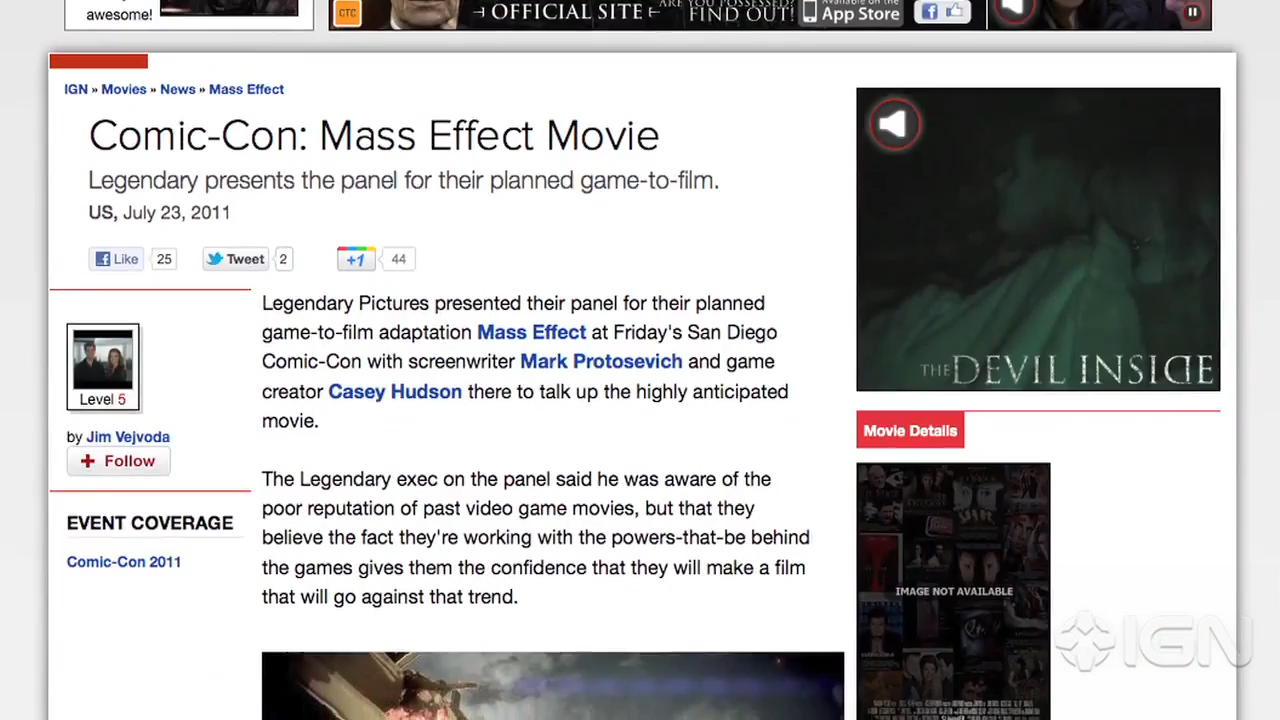 awesome!
CTC
OFFICIAL SITE
ARE YOU POSSESSED?
FIND OUT!
Available on the
App Store
IGN » Movies » News » Mass Effect
Comic-Con: Mass Effect Movie
Legendary presents the panel for their planned game-to-film.
US, July 23, 2011
Like 25 Tweet 2 +1 44
Legendary Pictures presented their panel for their planned
game-to-film adaptation Mass Effect at Friday's San Diego
Comic-Con with screenwriter Mark Protosevich and game
creator Casey Hudson there to talk up the highly anticipated
movie.
Level 5
by Jim Vejvoda
+ Follow
EVENT COVERAGE
Comic-Con 2011
The Legendary exec on the panel said he was aware of the
poor reputation of past video game movies, but that they
believe the fact they're working with the powers-that-be behind
the games gives them the confidence that they will make a film
that will go against that trend.
THE DEVIL INSIDE
Movie Details
IMAGE NOT AVAILABLE
IGN